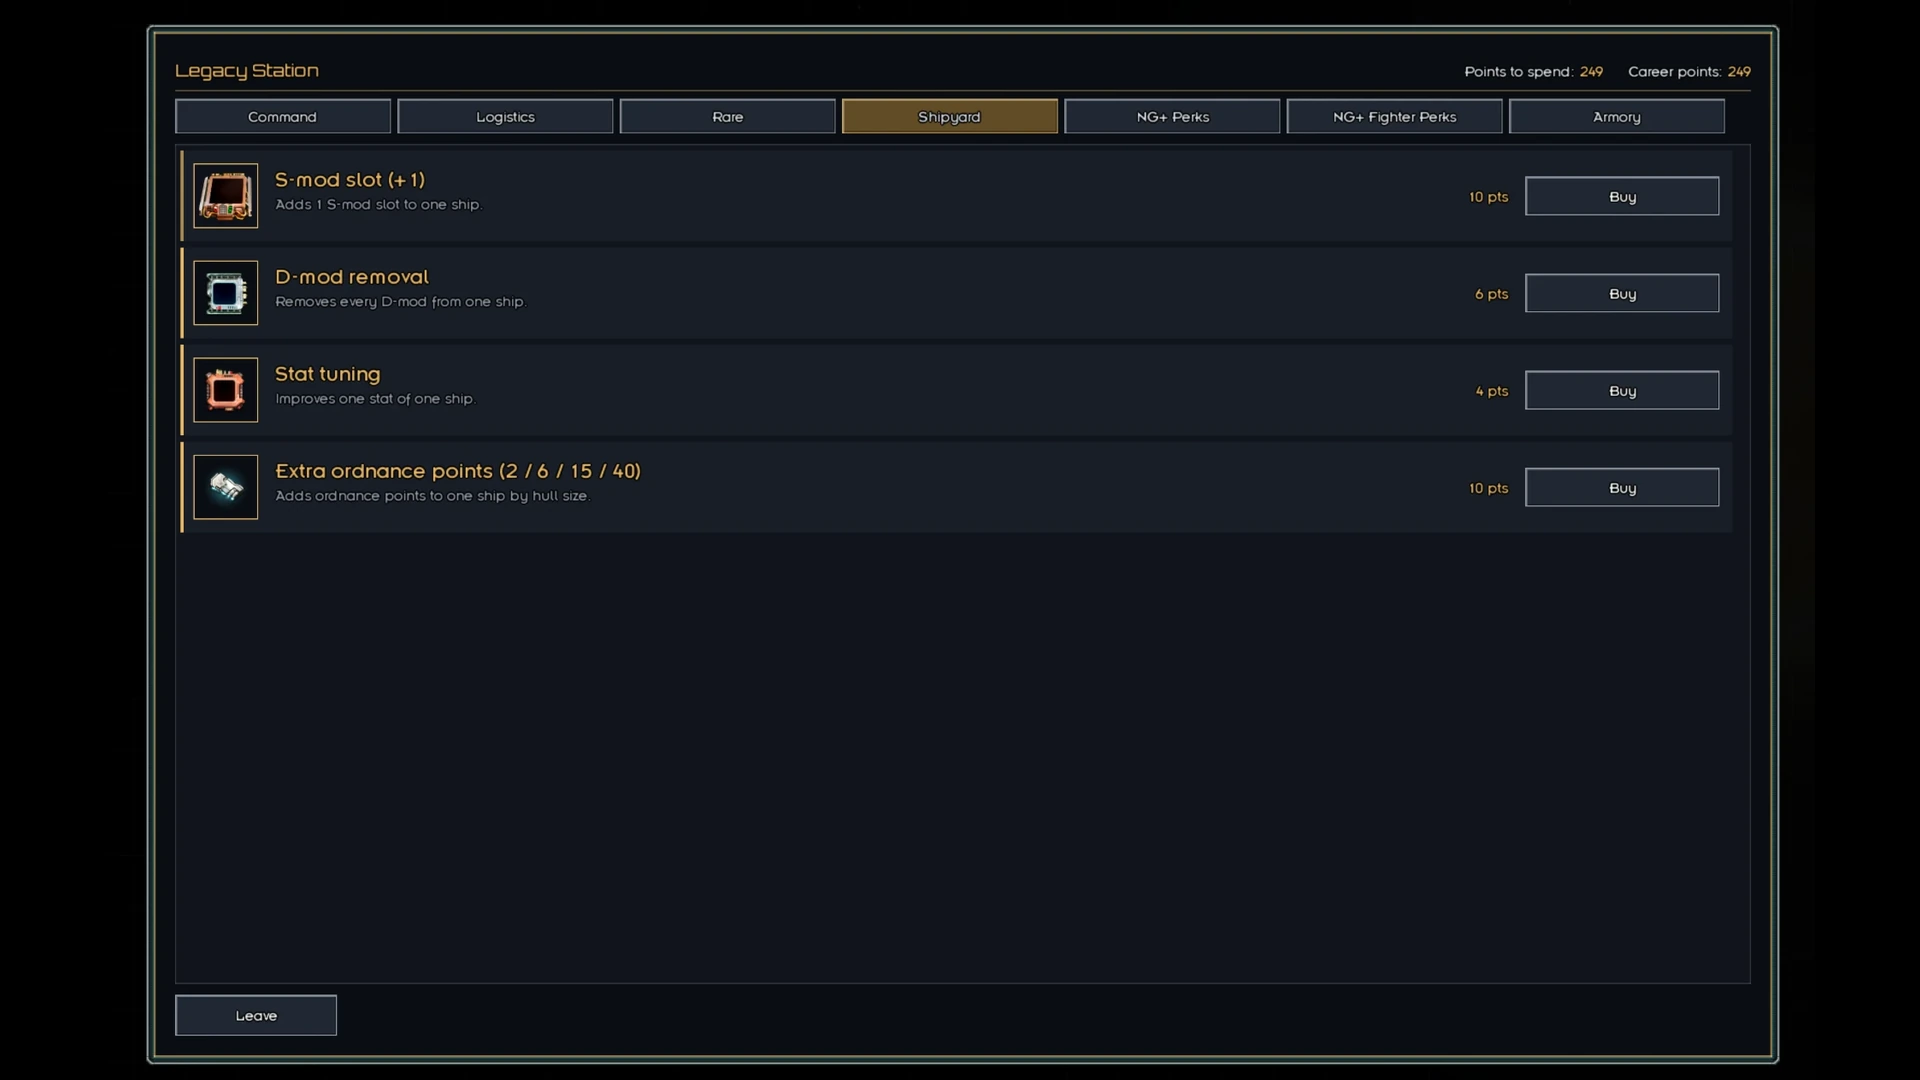 Legacy Station
Points to spend: 249 Career points: 249
Command Logistics Rare Shipyard NG+ Perks NG+ Fighter Perks Armory
S-mod slot (+1)
Adds 1 S-mod slot to one ship.
10 pts Buy
D-mod removal
Removes every D-mod from one ship.
6 pts Buy
Stat tuning
Improves one stat of one ship.
4 pts Buy
Extra ordnance points (2 / 6 / 15 / 40)
Adds ordnance points to one ship by hull size.
10 pts Buy
Leave